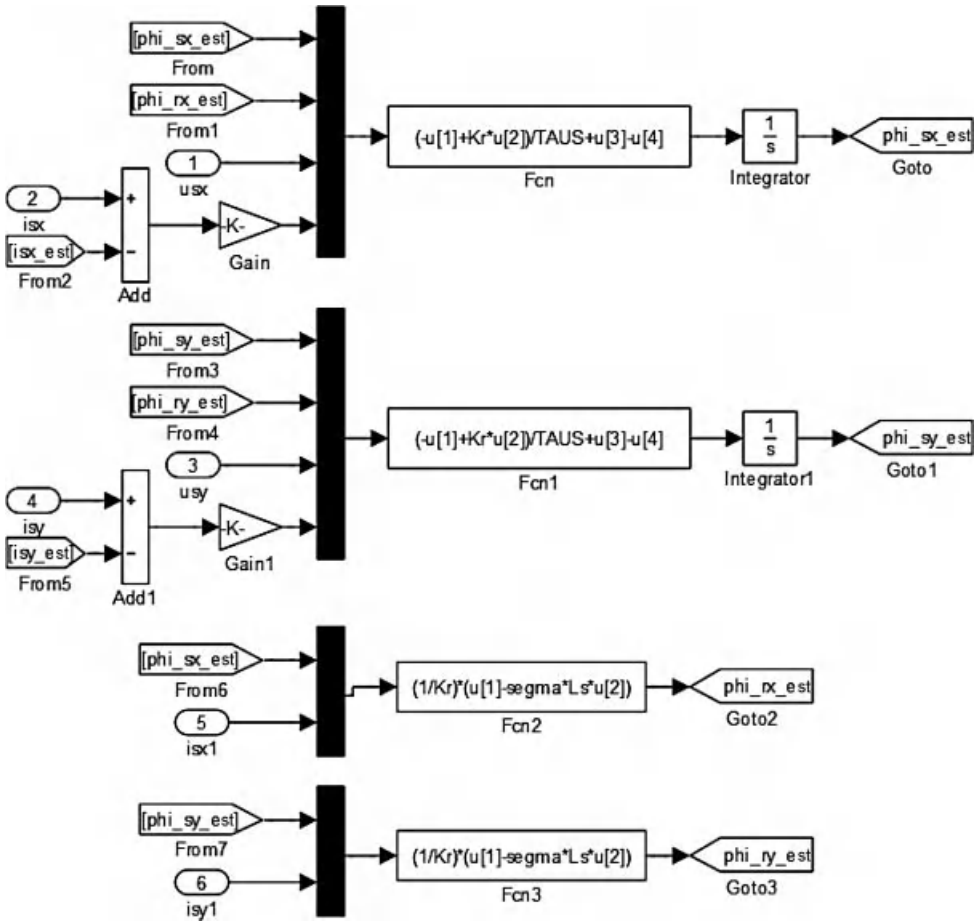 [phi_sx_est]
From
[phi_rx_est]
From1
1
usx
2
isx
[isx_est]
From2
+
−
Add
-K-
Gain
(-u[1]+Kr*u[2])/TAUS+u[3]-u[4]
Fcn
1
s
Integrator
phi_sx_est
Goto
[phi_sy_est]
From3
[phi_ry_est]
From4
3
usy
4
isy
[isy_est]
From5
+
−
Add1
-K-
Gain1
(-u[1]+Kr*u[2])/TAUS+u[3]-u[4]
Fcn1
1
s
Integrator1
phi_sy_est
Goto1
[phi_sx_est]
From6
5
isx1
(1/Kr)*(u[1]-segma*Ls*u[2])
Fcn2
phi_rx_est
Goto2
[phi_sy_est]
From7
6
isy1
(1/Kr)*(u[1]-segma*Ls*u[2])
Fcn3
phi_ry_est
Goto3